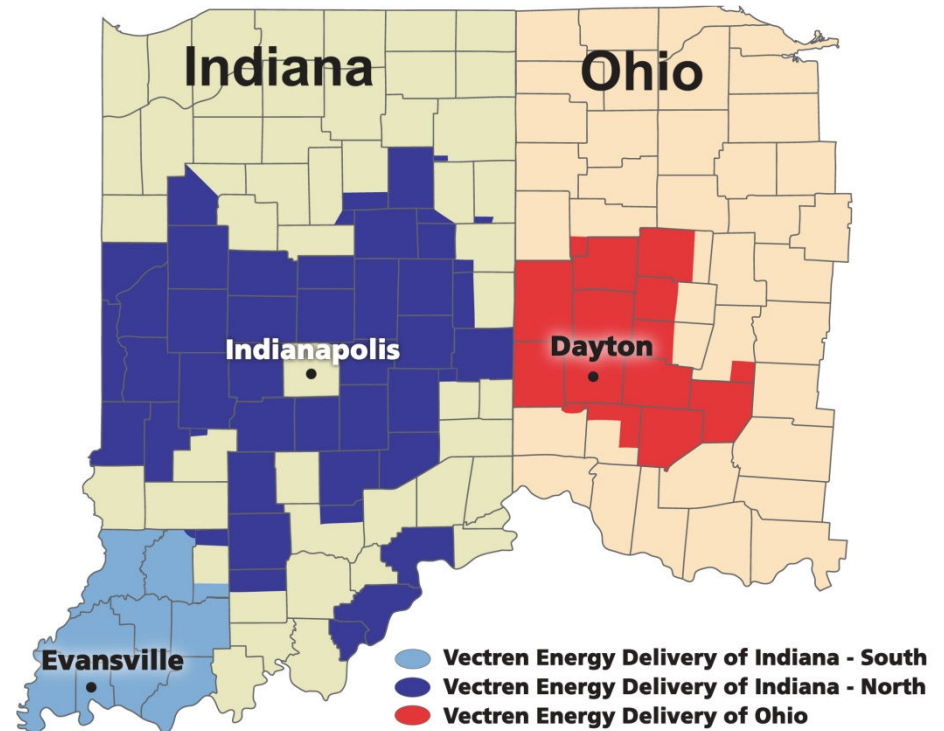 Indiana
Ohio
Indianapolis
Dayton
Evansville
Vectren Energy Delivery of Indiana - South
Vectren Energy Delivery of Indiana - North
Vectren Energy Delivery of Ohio